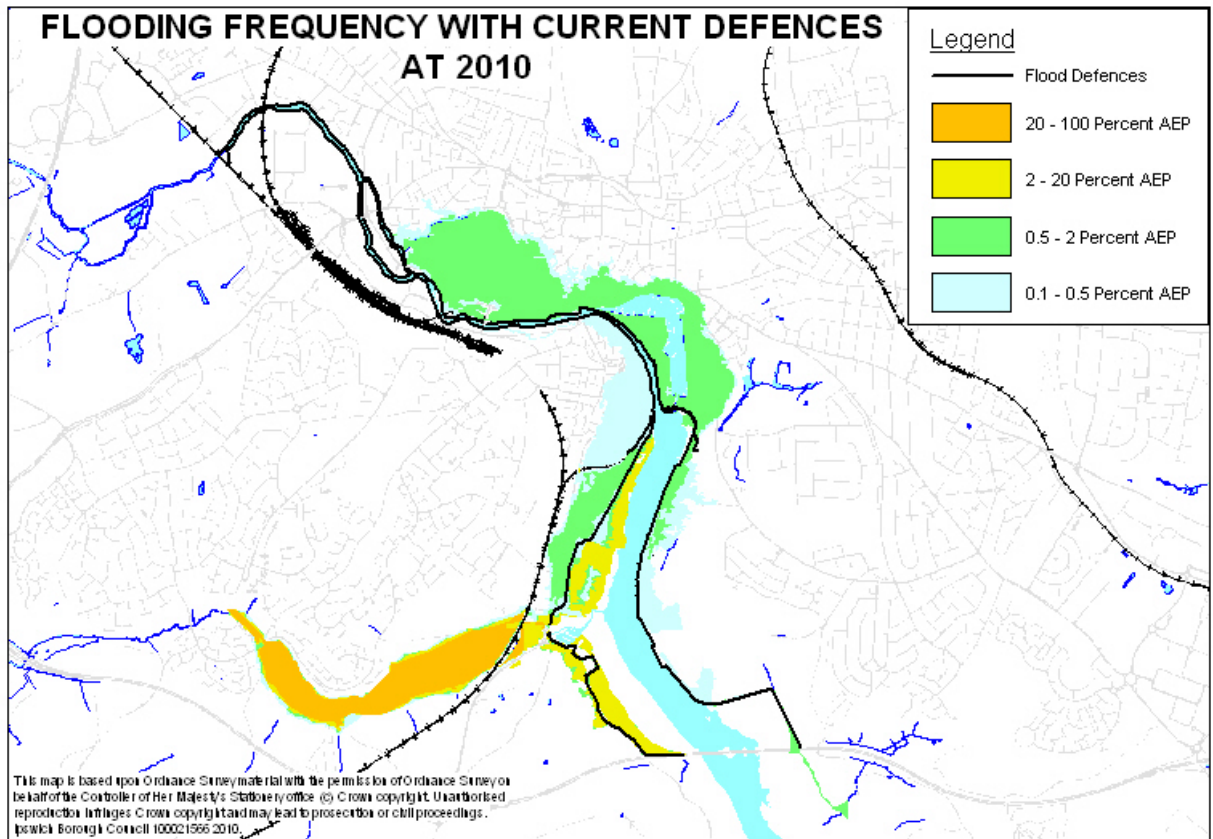 FLOODING FREQUENCY WITH CURRENT DEFENCES
AT 2010
Legend
Flood Defences
20 - 100 Percent AEP
2 - 20 Percent AEP
0.5 - 2 Percent AEP
0.1 - 0.5 Percent AEP
This map is based upon Ordnance Survey material with the permission of Ordnance Survey on
behalf of the Controller of Her Majesty's Stationery office (c) Crown copyright. Unauthorised
reproduction infringes Crown copyright and may lead to prosecution or civil proceedings.
Ipswich Borough Council 100021566 2010.